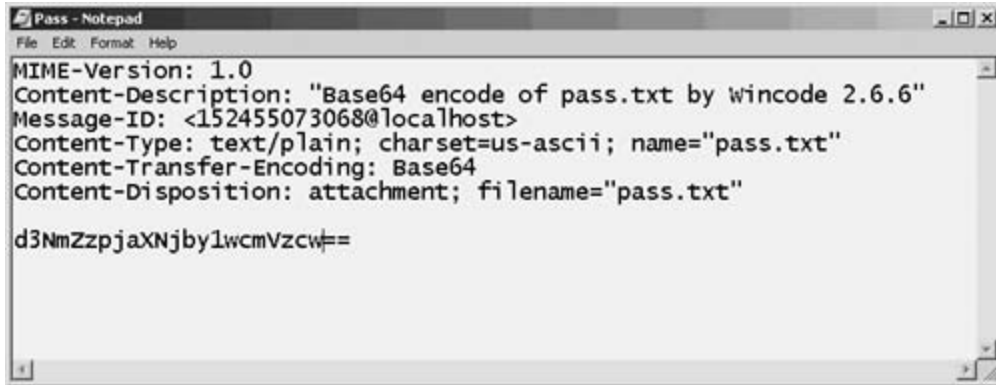 Pass - Notepad
File Edit Format Help
MIME-Version: 1.0
Content-Description: "Base64 encode of pass.txt by Wincode 2.6.6"
Message-ID: <152455073068@localhost>
Content-Type: text/plain; charset=us-ascii; name="pass.txt"
Content-Transfer-Encoding: Base64
Content-Disposition: attachment; filename="pass.txt"
d3NmZzpjaXNjby1wcmVzcw==